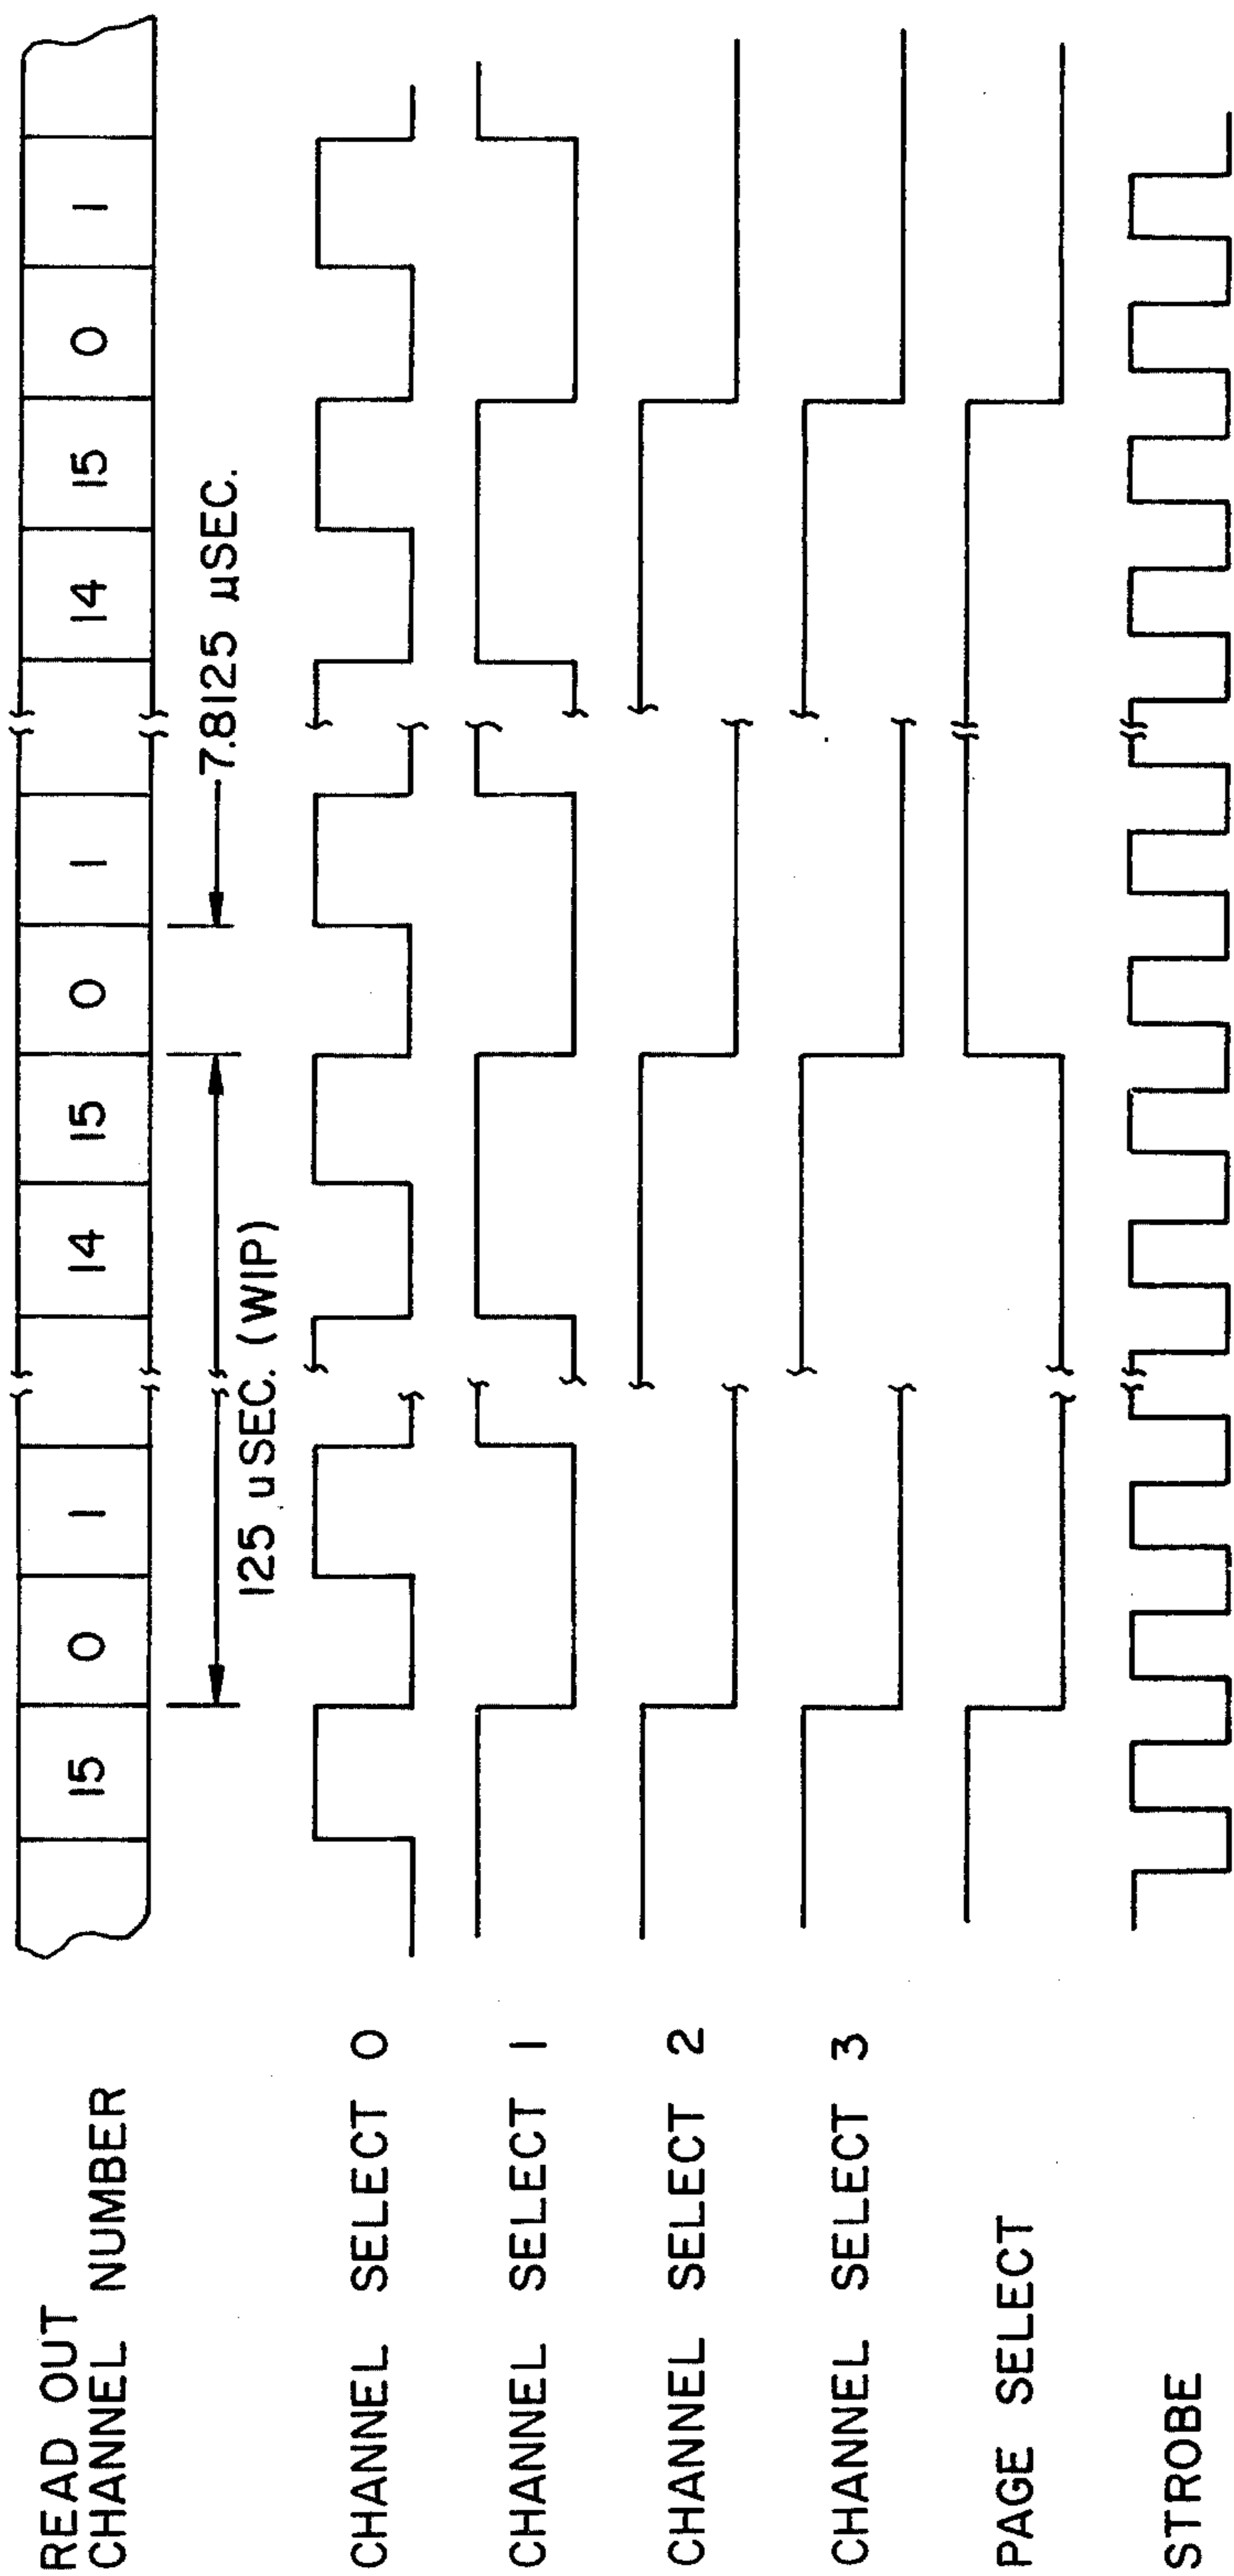 READ OUT
CHANNEL NUMBER
15 0 1 14 15 0 1 14 15 0 1
125 uSEC. (WIP)
7.8125 µSEC.
CHANNEL SELECT 0
CHANNEL SELECT 1
CHANNEL SELECT 2
CHANNEL SELECT 3
PAGE SELECT
STROBE